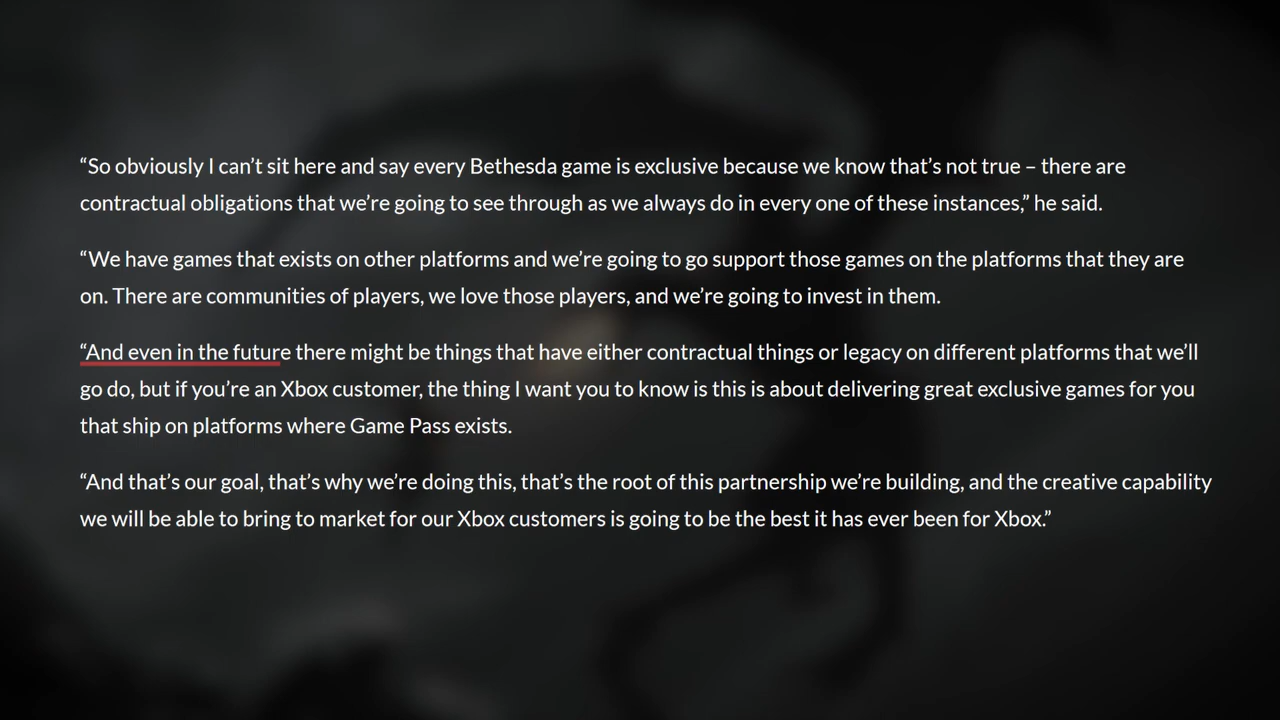 “So obviously I can’t sit here and say every Bethesda game is exclusive because we know that’s not true – there are
contractual obligations that we’re going to see through as we always do in every one of these instances,” he said.
“We have games that exists on other platforms and we’re going to go support those games on the platforms that they are
on. There are communities of players, we love those players, and we’re going to invest in them.
“And even in the future there might be things that have either contractual things or legacy on different platforms that we’ll
go do, but if you’re an Xbox customer, the thing I want you to know is this is about delivering great exclusive games for you
that ship on platforms where Game Pass exists.
“And that’s our goal, that’s why we’re doing this, that’s the root of this partnership we’re building, and the creative capability
we will be able to bring to market for our Xbox customers is going to be the best it has ever been for Xbox.”